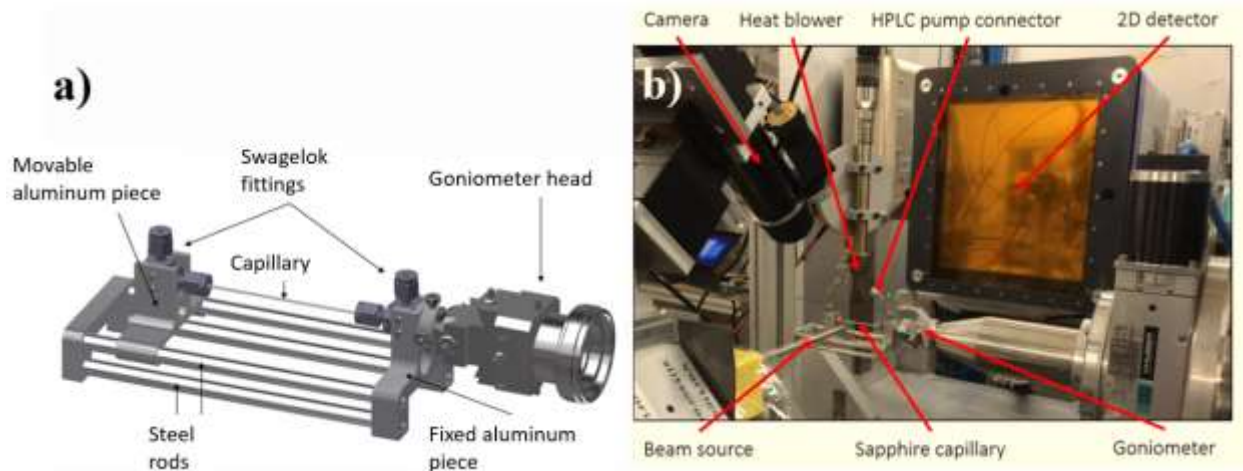 a)
Movable
aluminum piece
Swagelok
fittings
Capillary
Goniometer head
Steel
rods
Fixed aluminum
piece
b)
Camera
Heat blower
HPLC pump connector
2D detector
Beam source
Sapphire capillary
Goniometer